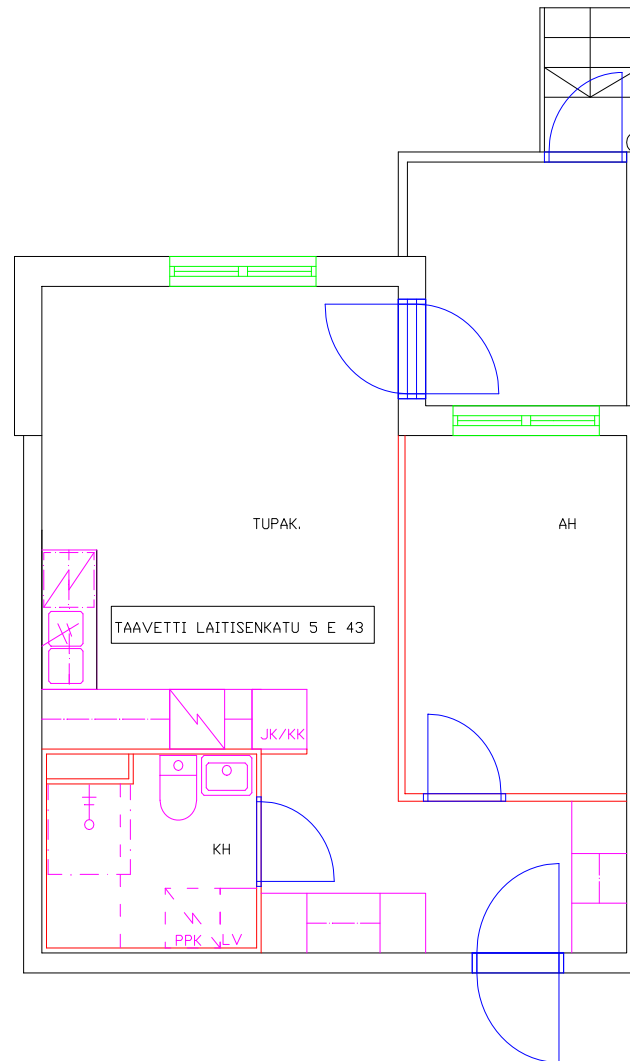 TUPAK.
AH
TAAVETTI LAITISENKATU 5 E 43
JK/KK
KH
PPK LV